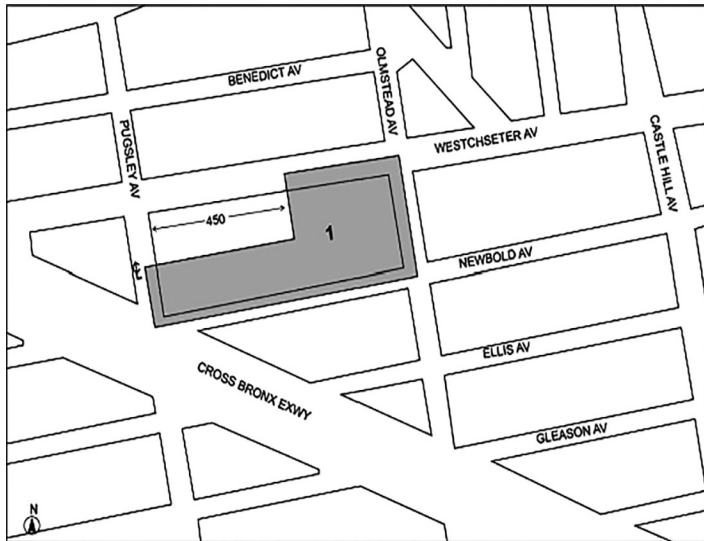 BENEDICT AV
OLMSTEAD AV
PUGSLEY AV
WESTCHSETER AV
CASTLE HILL AV
450
1
NEWBOLD AV
ELLIS AV
CROSS BRONX EXWY
GLEASON AV
N